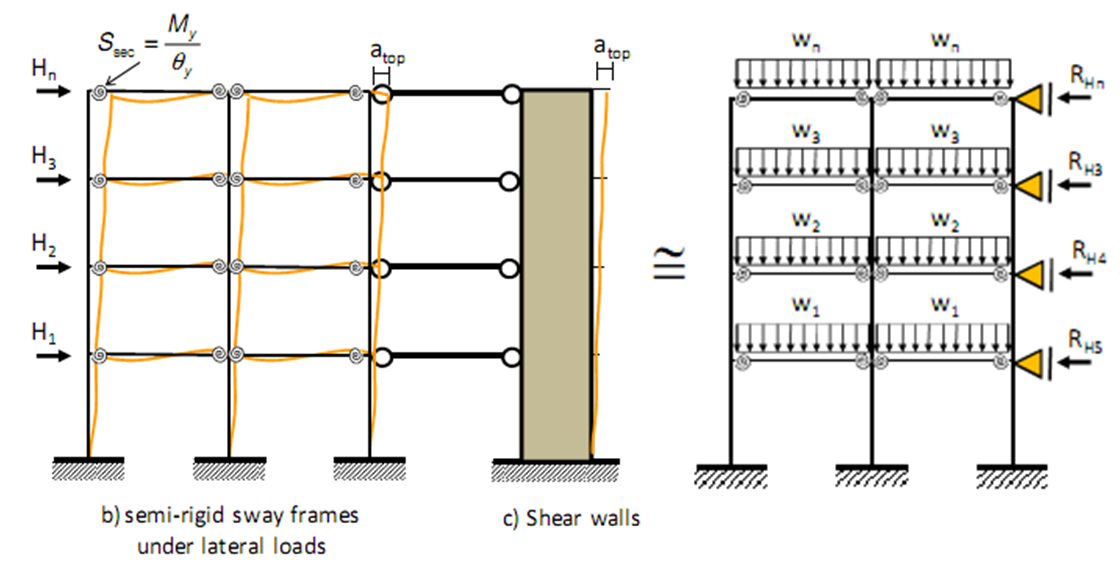 S_sec = M_y / θ_y
a_top
a_top
H_n
H_3
H_2
H_1
b) semi-rigid sway frames
under lateral loads
c) Shear walls
≅
w_n w_n
R_Hn
w_3 w_3
R_H3
w_2 w_2
R_H4
w_1 w_1
R_H5